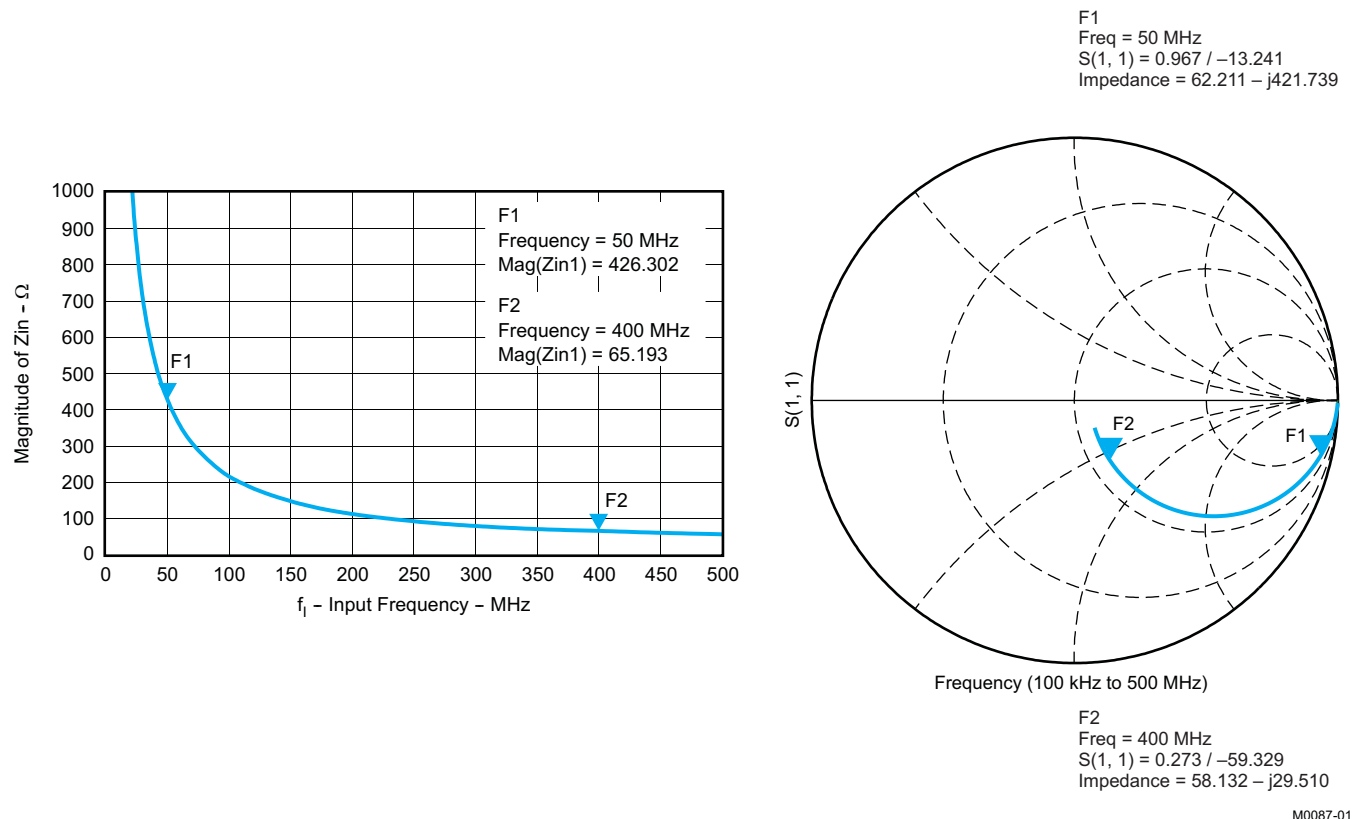 F1
Freq = 50 MHz
S(1, 1) = 0.967 / –13.241
Impedance = 62.211 – j421.739
Magnitude of Zin – Ω
1000
900
800
700
600
500
400
300
200
100
0
F1
Frequency = 50 MHz
Mag(Zin1) = 426.302
F2
Frequency = 400 MHz
Mag(Zin1) = 65.193
F1
F2
0 50 100 150 200 250 300 350 400 450 500
fI – Input Frequency – MHz
S(1, 1)
F2
F1
Frequency (100 kHz to 500 MHz)
F2
Freq = 400 MHz
S(1, 1) = 0.273 / –59.329
Impedance = 58.132 – j29.510
M0087-01